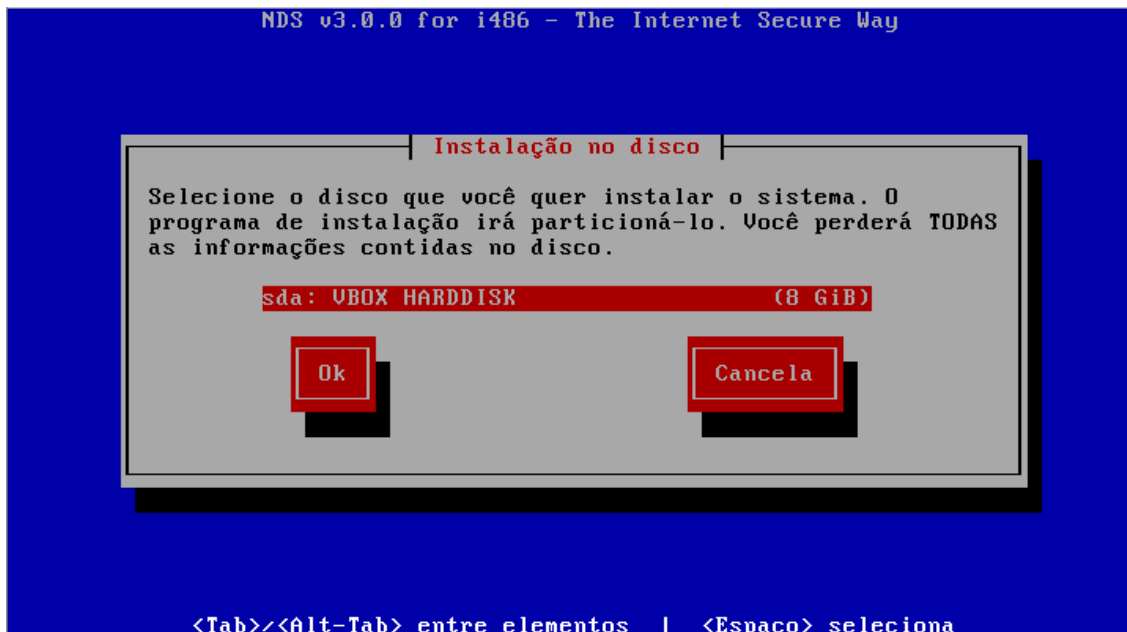 NDS v3.0.0 for i486 - The Internet Secure Way
Instalação no disco
Selecione o disco que você quer instalar o sistema. O
programa de instalação irá particioná-lo. Você perderá TODAS
as informações contidas no disco.
sda: VBOX HARDDISK (8 GiB)
Ok Cancela
<Tab>/<Alt-Tab> entre elementos | <Espaco> seleciona